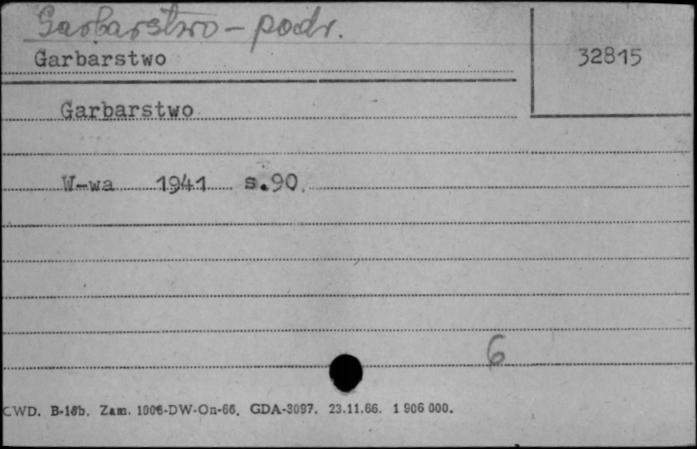 Garbarstwo - podr.
Garbarstwo
32815
Garbarstwo
W-wa 1941 s.90.
6
CWD. B-18b. Zam. 1006-DW-On-66. GDA-3097. 23.11.66. 1 906 000.